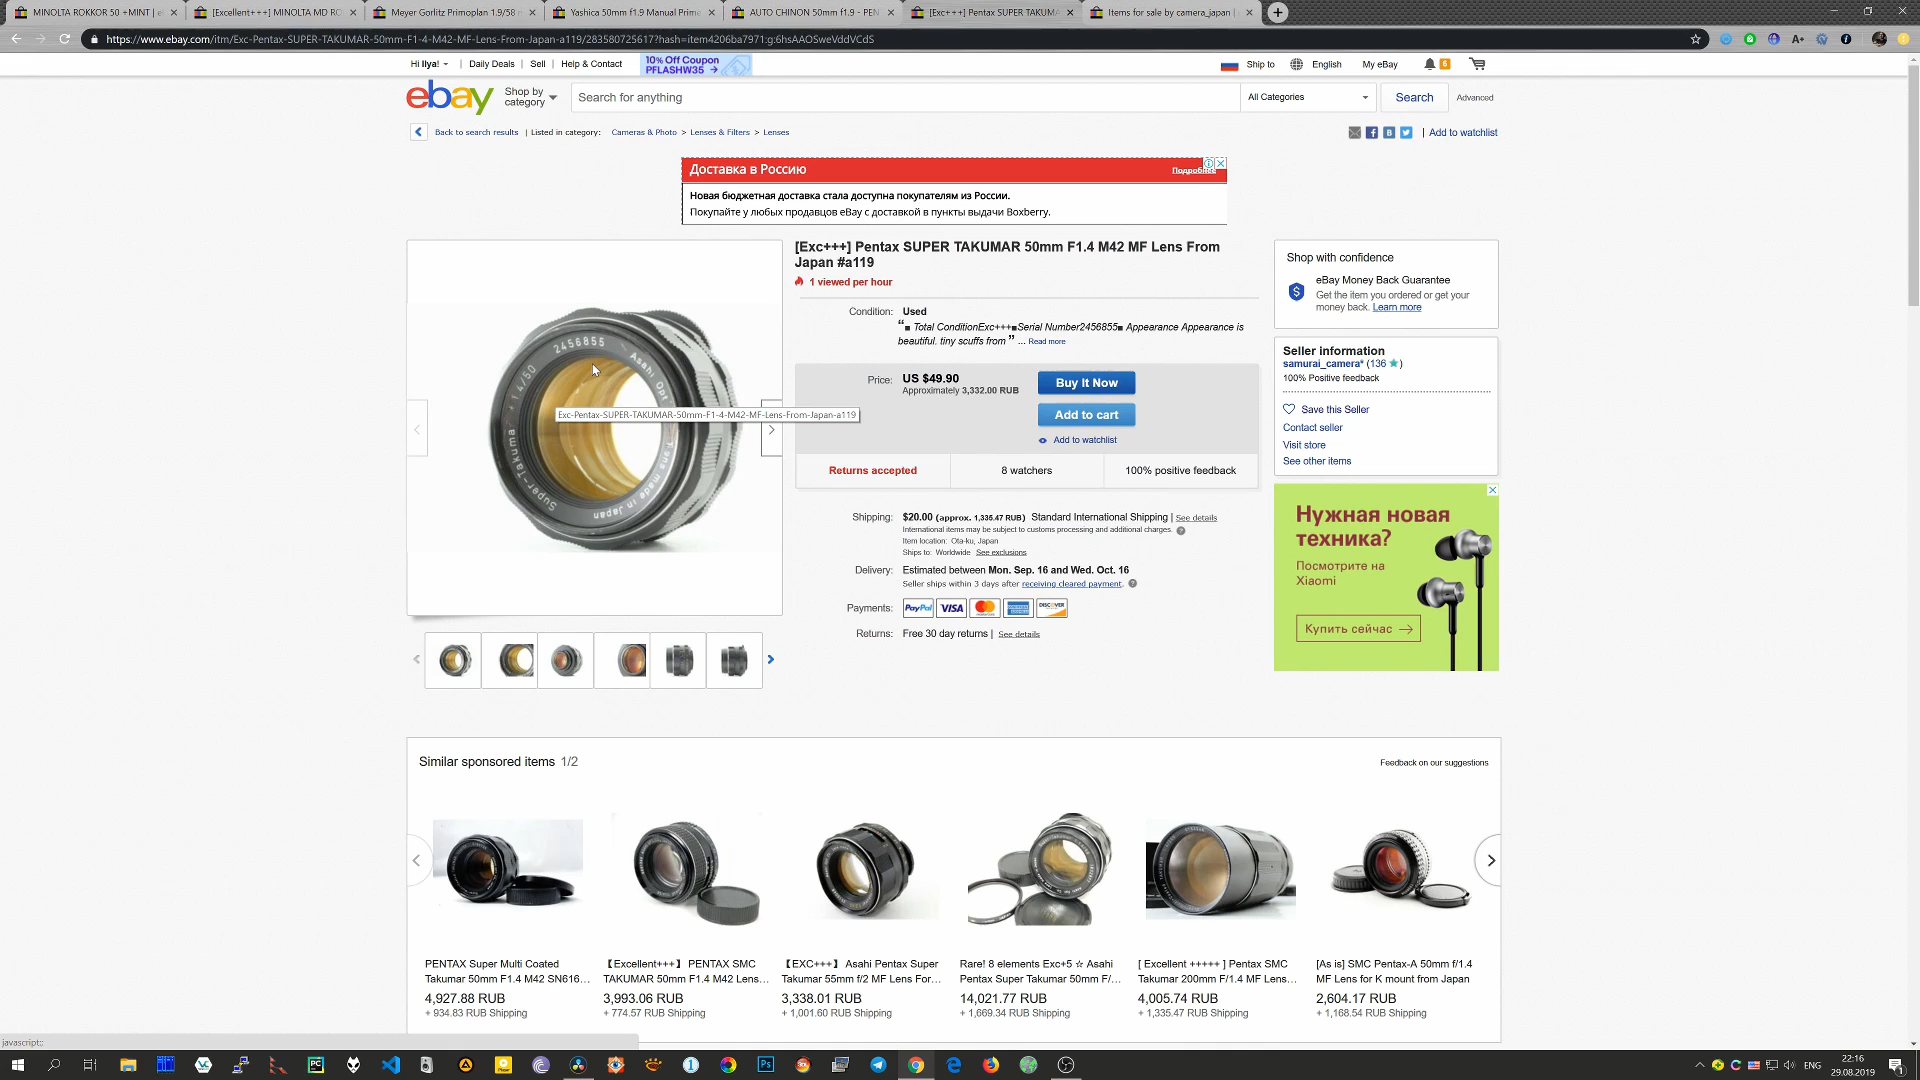 MINOLTA ROKKOR 50 +MINT | e
[Excellent+++] MINOLTA MD RO
Meyer Gorlitz Primoplan 1.9/58
Yashica 50mm f1.9 Manual Prime
AUTO CHINON 50mm f1.9 - PEN
[Exc+++] Pentax SUPER TAKUMA
Items for sale by camera_japan |
https://www.ebay.com/itm/Exc-Pentax-SUPER-TAKUMAR-50mm-F1-4-M42-MF-Lens-From-Japan-a119/283580725617?hash=item4206ba7971:g:6hsAAOSweVddVCdS
Hi Ilya!
| Daily Deals | Sell | Help & Contact
10% Off Coupon
PFLASHW35 →
Ship to
English
My eBay
6
ebay
Shop by
category
Search for anything
All Categories
Search
Advanced
Back to search results | Listed in category: Cameras & Photo > Lenses & Filters > Lenses
| Add to watchlist
Доставка в Россию
Подробнее
Новая бюджетная доставка стала доступна покупателям из России.
Покупайте у любых продавцов eBay с доставкой в пункты выдачи Boxberry.
[Exc+++] Pentax SUPER TAKUMAR 50mm F1.4 M42 MF Lens From
Japan #a119
1 viewed per hour
Condition: Used
“■ Total ConditionExc+++■Serial Number2456855■ Appearance Appearance is
beautiful. tiny scuffs from ” ... Read more
Price: US $49.90
Approximately 3,332.00 RUB
Buy It Now
Add to cart
Add to watchlist
Returns accepted
8 watchers
100% positive feedback
Shipping: $20.00 (approx. 1,335.47 RUB) Standard International Shipping | See details
International items may be subject to customs processing and additional charges.
Item location: Ota-ku, Japan
Ships to: Worldwide See exclusions
Delivery: Estimated between Mon. Sep. 16 and Wed. Oct. 16
Seller ships within 3 days after receiving cleared payment.
Payments: PayPal VISA
DISCOVER
Returns: Free 30 day returns | See details
2456855
Asahi Opt
1.4/50
Super-Takumar
Lens made in Japan
Exc-Pentax-SUPER-TAKUMAR-50mm-F1-4-M42-MF-Lens-From-Japan-a119
Shop with confidence
eBay Money Back Guarantee
Get the item you ordered or get your
money back. Learn more
Seller information
samurai_camera* (136 ★)
100% Positive feedback
Save this Seller
Contact seller
Visit store
See other items
Нужная новая
техника?
Посмотрите на
Xiaomi
Купить сейчас →
Similar sponsored items 1/2
Feedback on our suggestions
PENTAX Super Multi Coated
Takumar 50mm F1.4 M42 SN616...
4,927.88 RUB
+ 934.83 RUB Shipping
【Excellent+++】 PENTAX SMC
TAKUMAR 50mm F1.4 M42 Lens...
3,993.06 RUB
+ 774.57 RUB Shipping
【EXC+++】 Asahi Pentax Super
Takumar 55mm f/2 MF Lens For...
3,338.01 RUB
+ 1,001.60 RUB Shipping
Rare! 8 elements Exc+5 ☆ Asahi
Pentax Super Takumar 50mm F/...
14,021.77 RUB
+ 1,669.34 RUB Shipping
[ Excellent +++++ ] Pentax SMC
Takumar 200mm F/1.4 MF Lens...
4,005.74 RUB
+ 1,335.47 RUB Shipping
[As is] SMC Pentax-A 50mm f/1.4
MF Lens for K mount from Japan
2,604.17 RUB
+ 1,168.54 RUB Shipping
javascript:;
ENG
22:16
29.08.2019